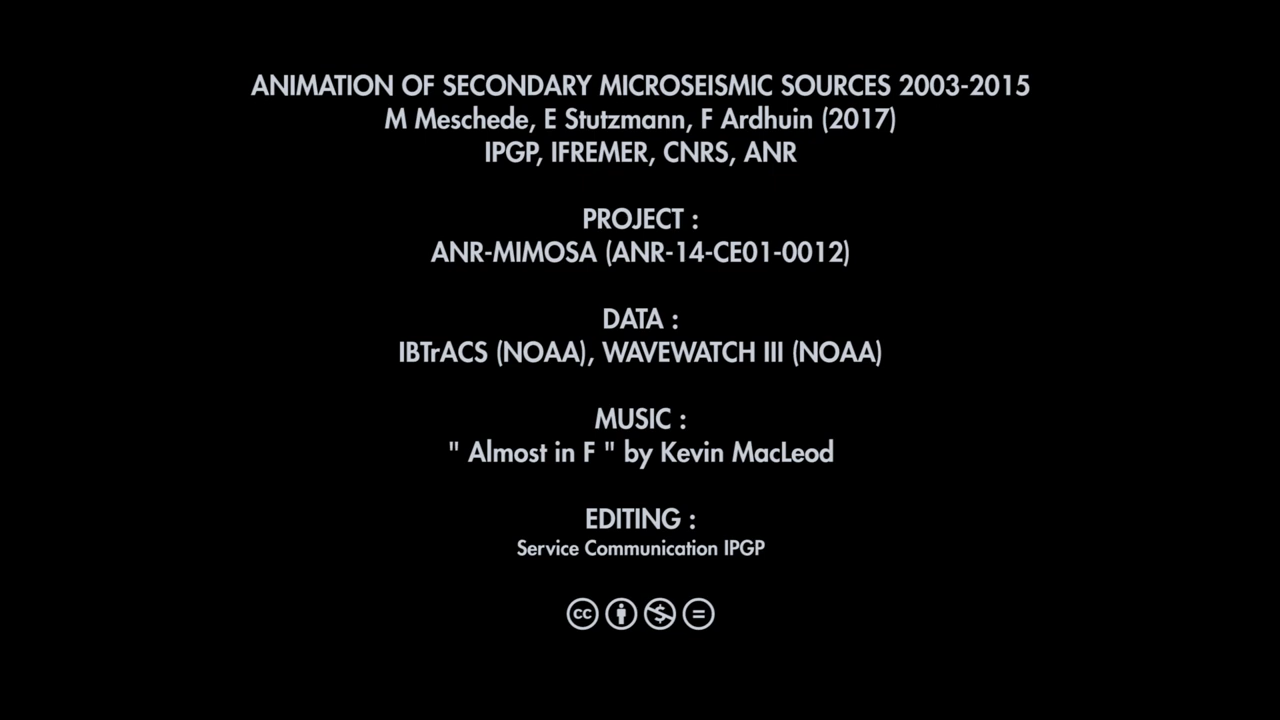 ANIMATION OF SECONDARY MICROSEISMIC SOURCES 2003-2015
M Meschede, E Stutzmann, F Ardhuin (2017)
IPGP, IFREMER, CNRS, ANR
PROJECT :
ANR-MIMOSA (ANR-14-CE01-0012)
DATA :
IBTrACS (NOAA), WAVEWATCH III (NOAA)
MUSIC :
" Almost in F " by Kevin MacLeod
EDITING :
Service Communication IPGP
cc $ =